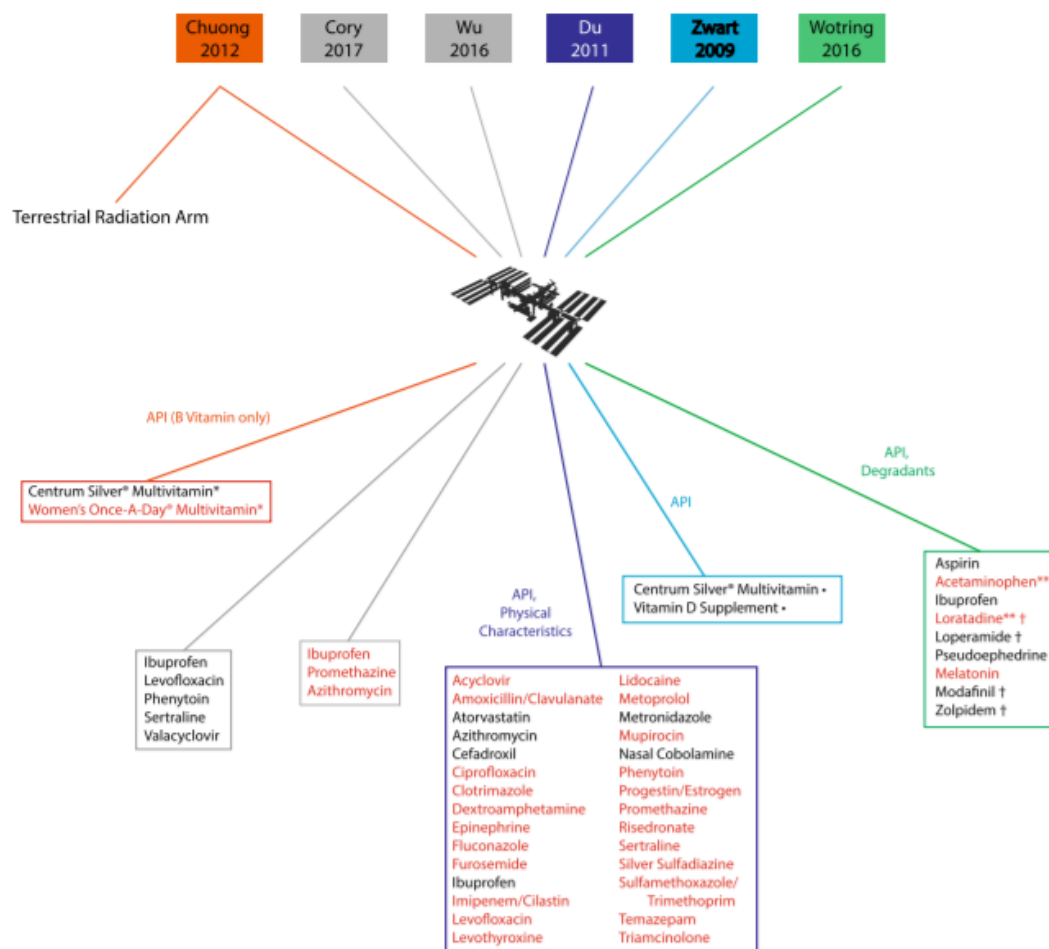 Chuong
2012
Cory
2017
Wu
2016
Du
2011
Zwart
2009
Wotring
2016
Terrestrial Radiation Arm
API (B Vitamin only)
Centrum Silver® Multivitamin*
Women's Once-A-Day® Multivitamin*
Ibuprofen
Levofloxacin
Phenytoin
Sertraline
Valacyclovir
Ibuprofen
Promethazine
Azithromycin
API,
Physical
Characteristics
Acyclovir
Amoxicillin/Clavulanate
Atorvastatin
Azithromycin
Cefadroxil
Ciprofloxacin
Clotrimazole
Dextroamphetamine
Epinephrine
Fluconazole
Furosemide
Ibuprofen
Imipenem/Cilastin
Levofloxacin
Levothyroxine
Lidocaine
Metoprolol
Metronidazole
Mupirocin
Nasal Cobolamine
Phenytoin
Progestin/Estrogen
Promethazine
Risedronate
Sertraline
Silver Sulfadiazine
Sulfamethoxazole/
Trimethoprim
Temazepam
Triamcinolone
API
Centrum Silver® Multivitamin •
Vitamin D Supplement •
API,
Degradants
Aspirin
Acetaminophen**
Ibuprofen
Loratadine** †
Loperamide †
Pseudoephedrine
Melatonin
Modafinil †
Zolpidem †